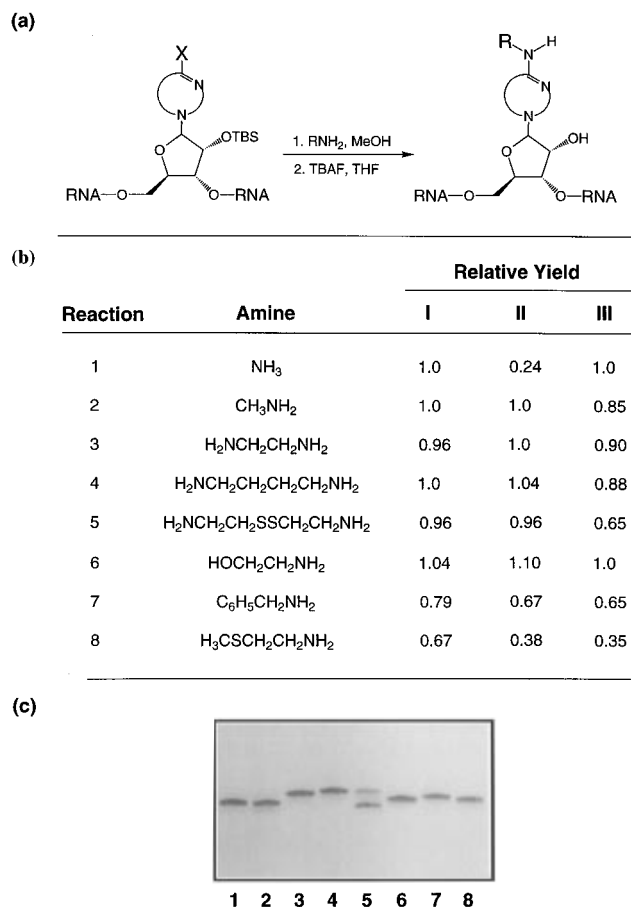 (a)
X
N
N
O
OTBS
RNA—O
O—RNA
1. RNH₂, MeOH
2. TBAF, THF
R
N
H
N
N
O
OH
RNA—O
O—RNA
(b)
Relative Yield
Reaction Amine I II III
1 NH₃ 1.0 0.24 1.0
2 CH₃NH₂ 1.0 1.0 0.85
3 H₂NCH₂CH₂NH₂ 0.96 1.0 0.90
4 H₂NCH₂CH₂CH₂CH₂NH₂ 1.0 1.04 0.88
5 H₂NCH₂CH₂SSCH₂CH₂NH₂ 0.96 0.96 0.65
6 HOCH₂CH₂NH₂ 1.04 1.10 1.0
7 C₆H₅CH₂NH₂ 0.79 0.67 0.65
8 H₃CSCH₂CH₂NH₂ 0.67 0.38 0.35
(c)
1 2 3 4 5 6 7 8